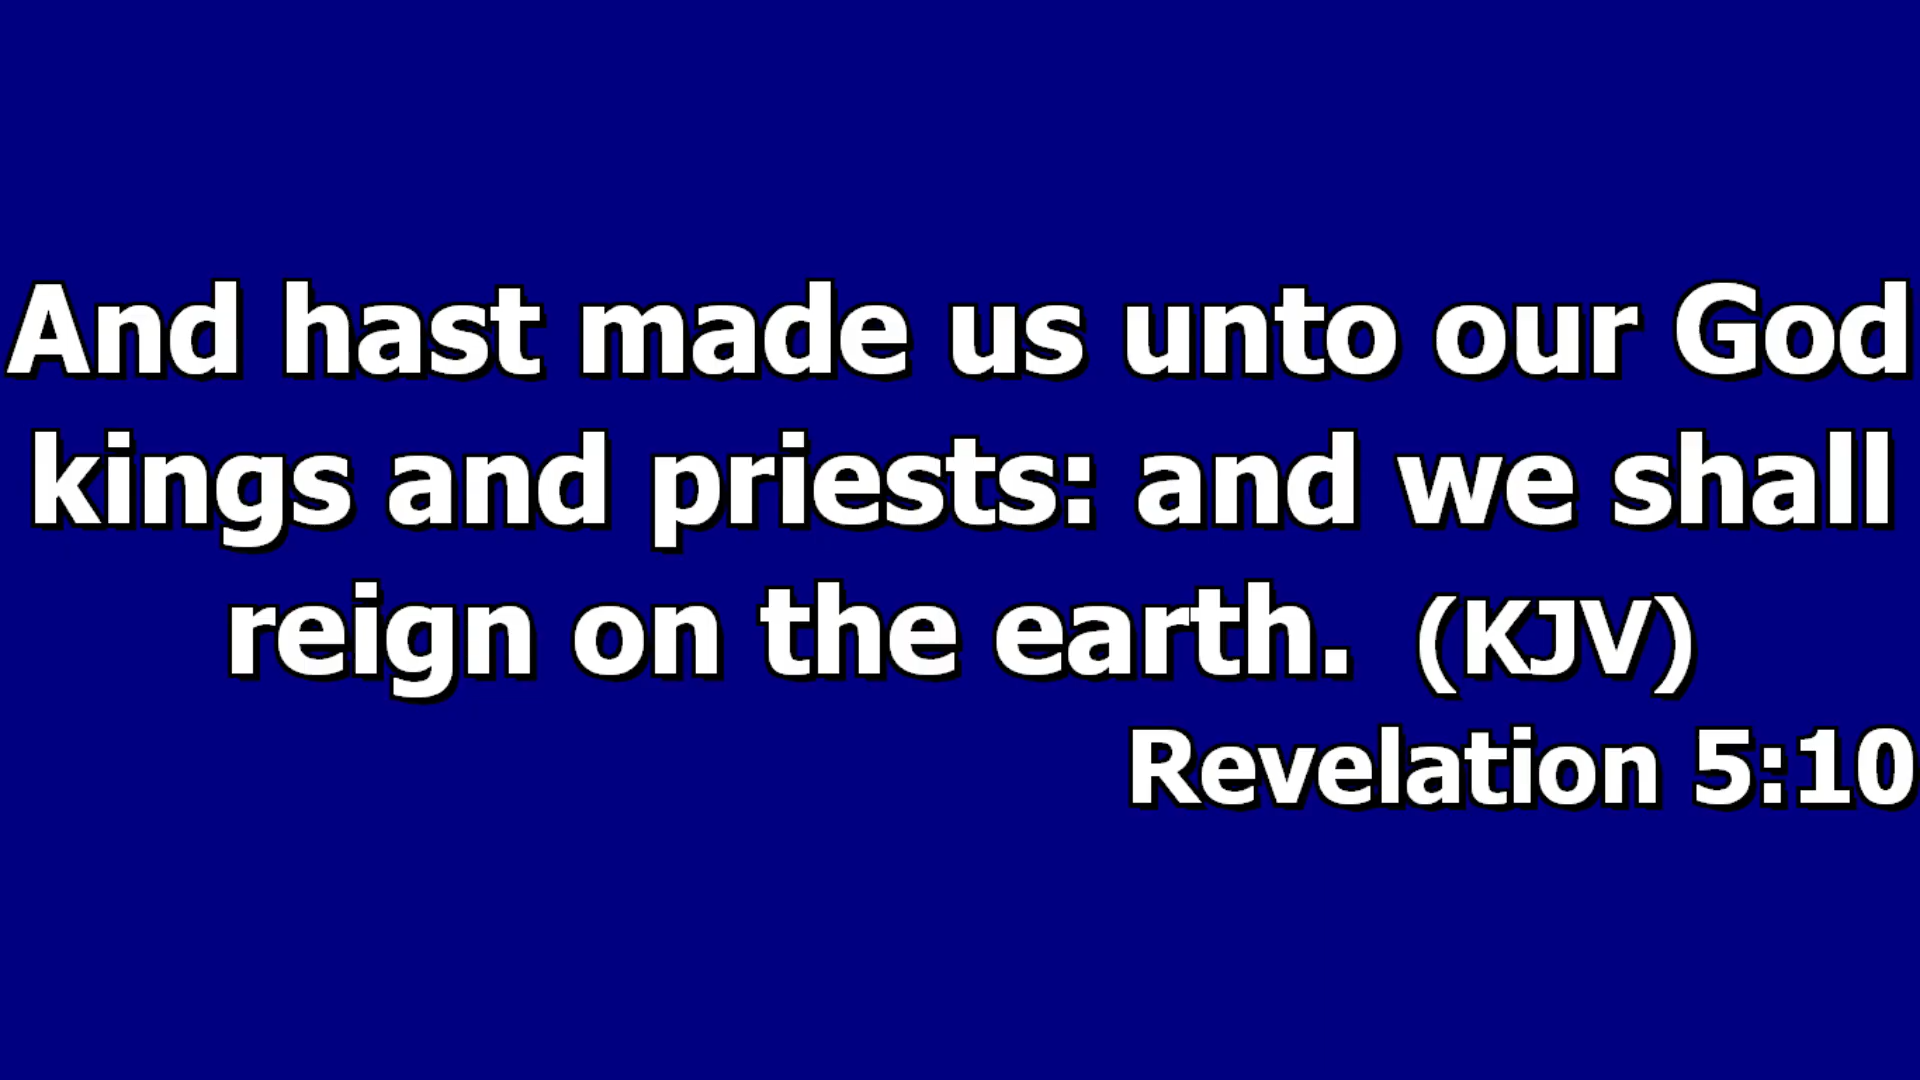 And hast made us unto our God
kings and priests: and we shall
reign on the earth. (KJV)
Revelation 5:10